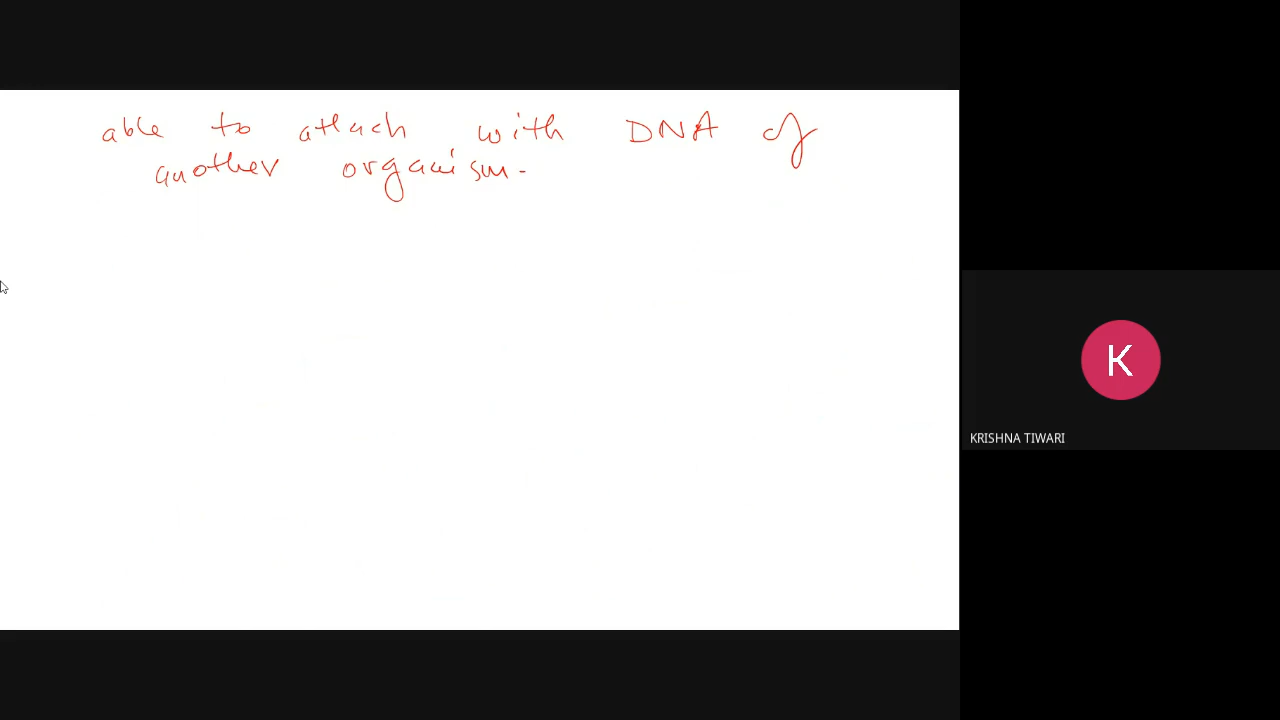 able to attach with DNA of
another organism.
K
KRISHNA TIWARI